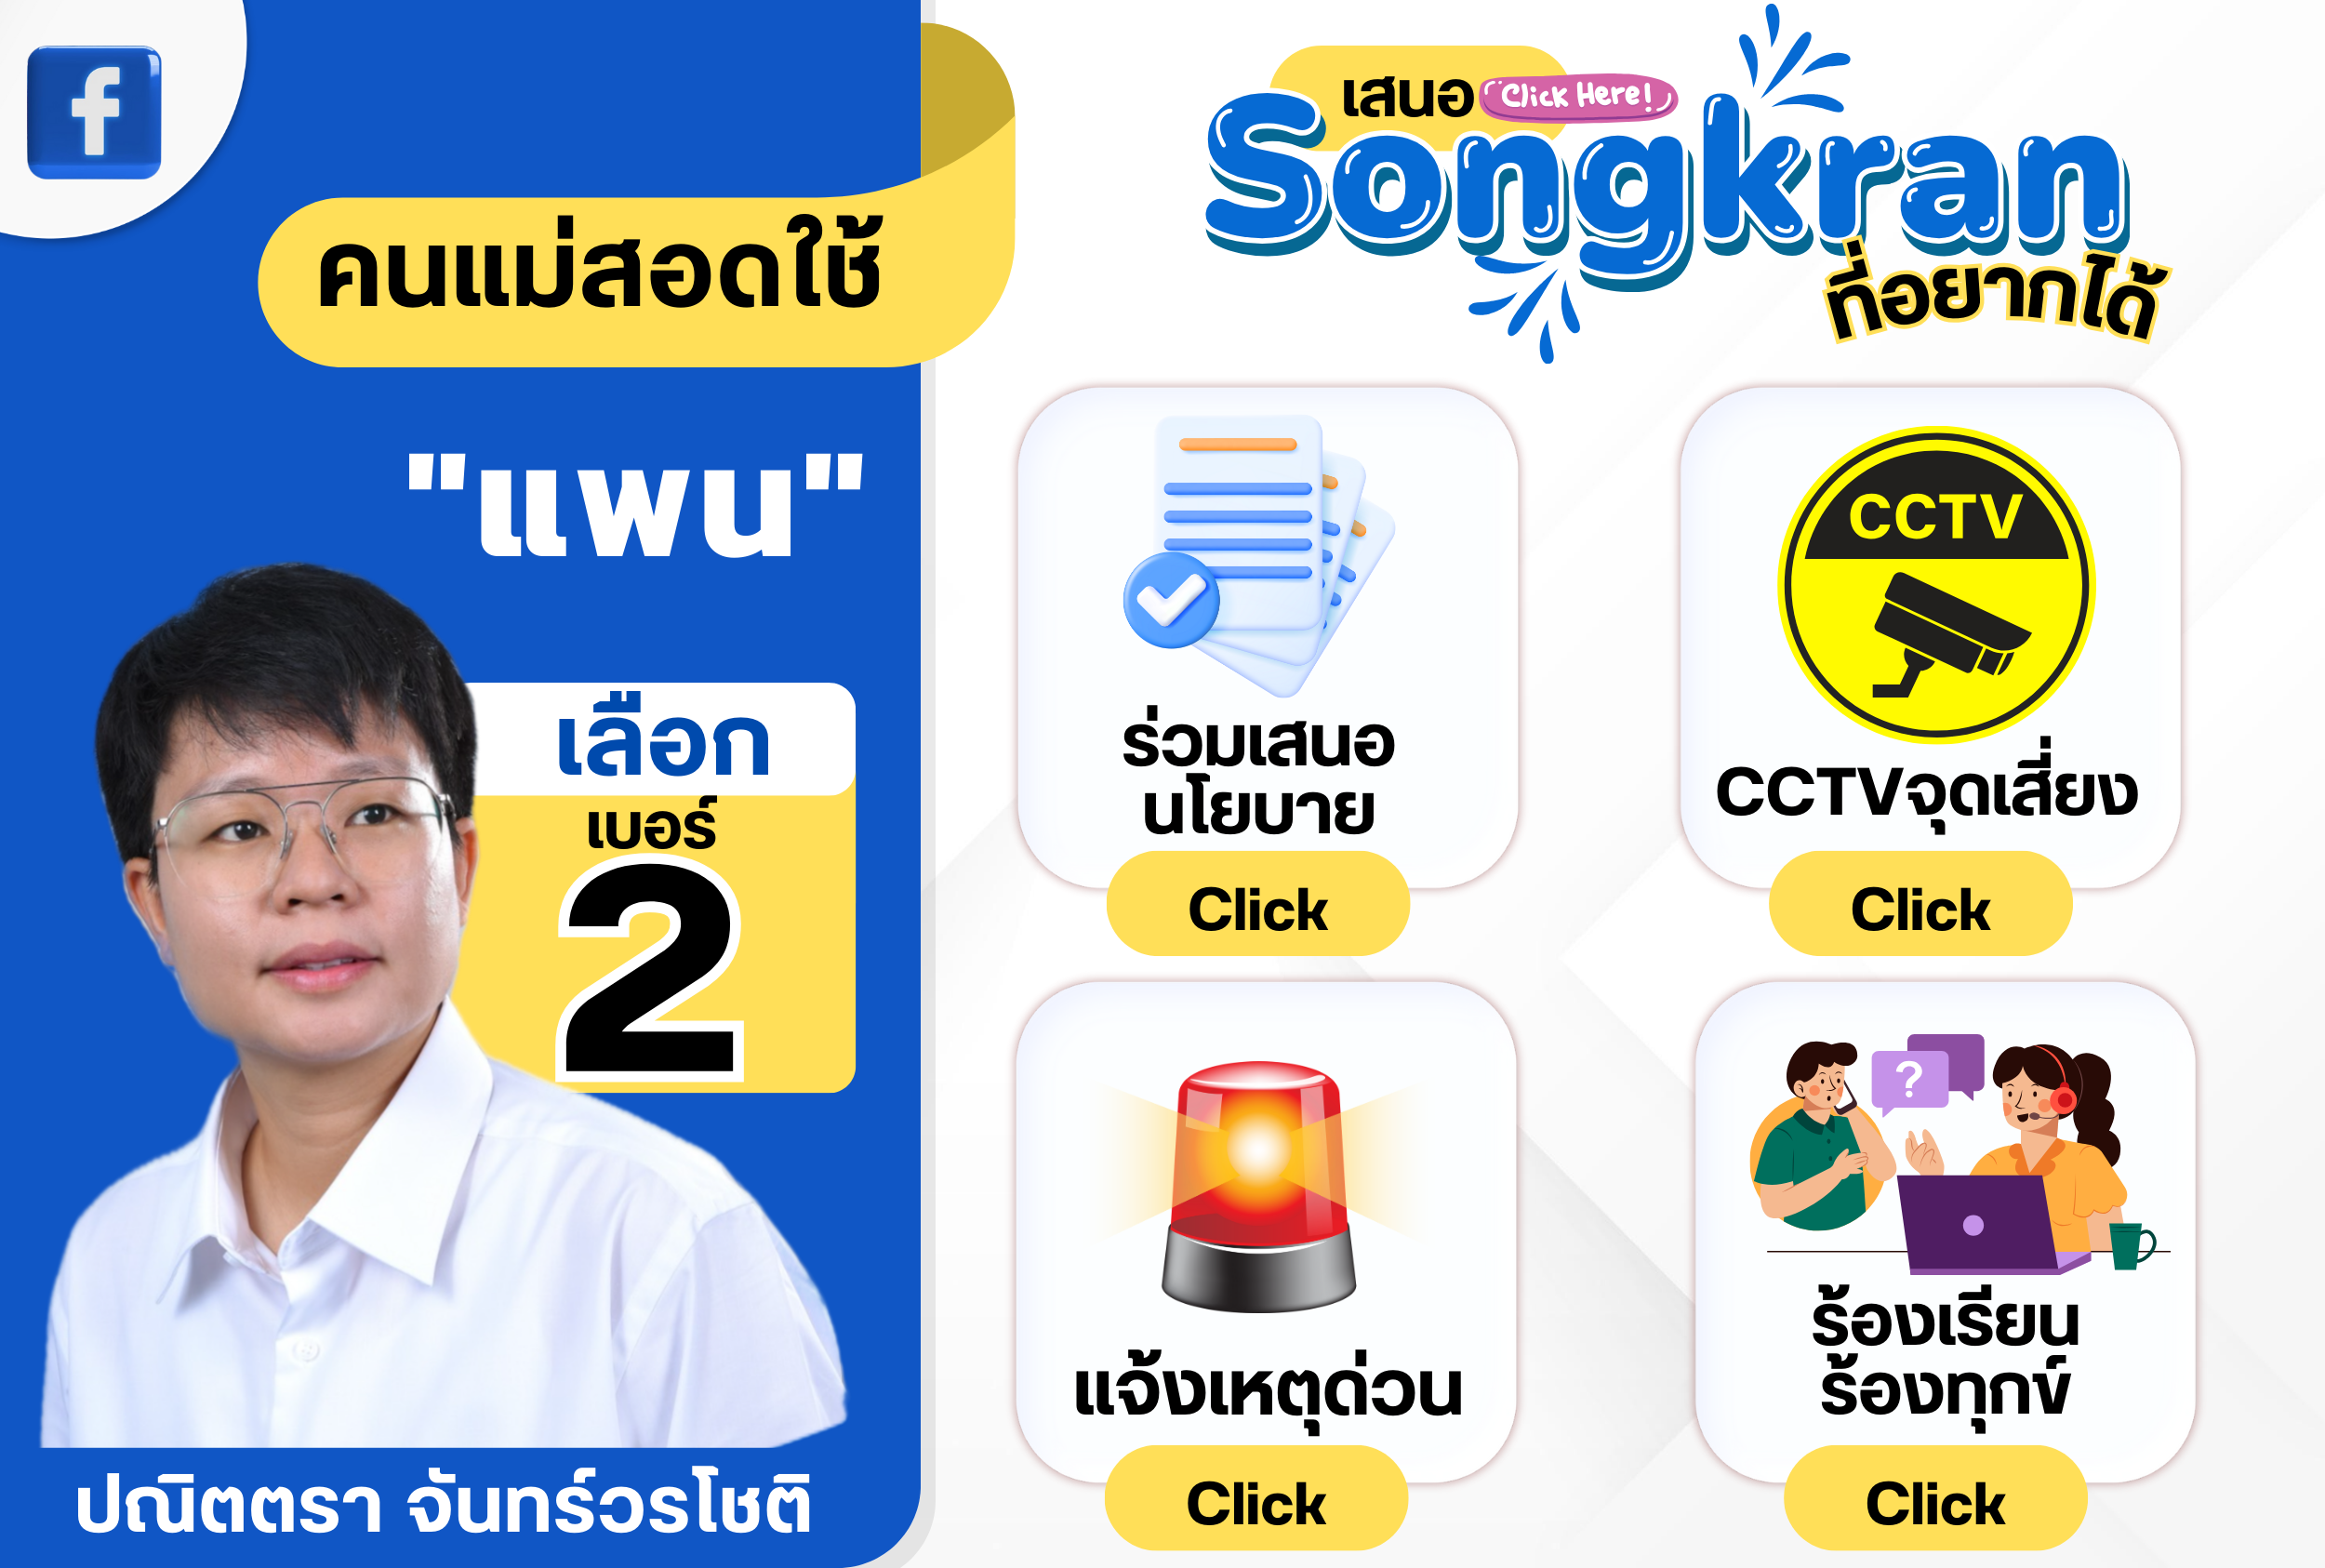 f
คนแม่สอดใช้
"แพน"
เลือก
เบอร์
2
ปณิตตรา จันทร์วรโชติ
เสนอ Click Here!
Songkran
ที่อยากได้
ร่วมเสนอ
นโยบาย
Click
CCTV
CCTVจุดเสี่ยง
Click
แจ้งเหตุด่วน
Click
?
ร้องเรียน
ร้องทุกข์
Click